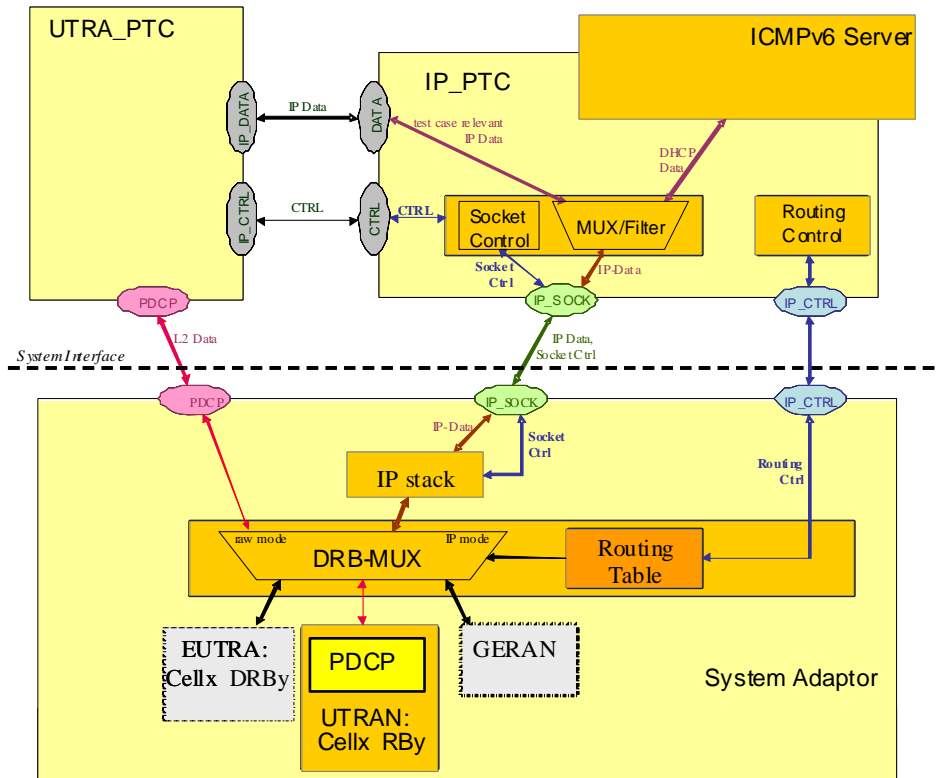 UTRA_PTC
ICMPv6 Server
IP_PTC
IP_DATA
IP Data
DATA
test case relevant
IP Data
DHCP
Data
IP_CTRL
CTRL
CTRL
CTRL
Socket
Control
MUX/Filter
Routing
Control
Socket
Ctrl
IP-Data
PDCP
IP_SOCK
IP_CTRL
L2 Data
IP Data,
Socket Ctrl
System Interface
PDCP
IP_SOCK
IP_CTRL
IP-Data
Socket
Ctrl
IP stack
Routing
Ctrl
raw mode
IP mode
DRB-MUX
Routing
Table
EUTRA:
Cellx DRBy
PDCP
UTRAN:
Cellx RBy
GERAN
System Adaptor